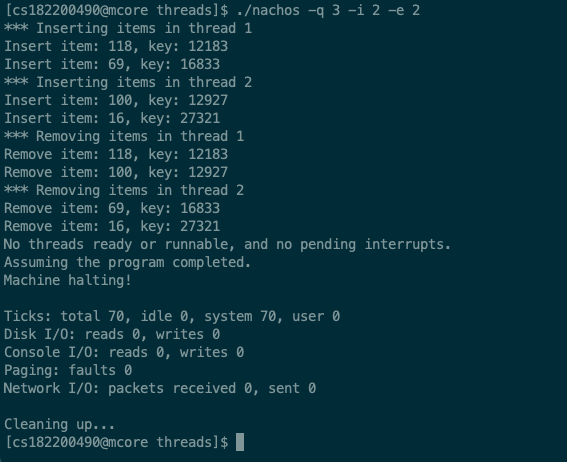 [cs182200490@mcore threads]$ ./nachos -q 3 -i 2 -e 2
*** Inserting items in thread 1
Insert item: 118, key: 12183
Insert item: 69, key: 16833
*** Inserting items in thread 2
Insert item: 100, key: 12927
Insert item: 16, key: 27321
*** Removing items in thread 1
Remove item: 118, key: 12183
Remove item: 100, key: 12927
*** Removing items in thread 2
Remove item: 69, key: 16833
Remove item: 16, key: 27321
No threads ready or runnable, and no pending interrupts.
Assuming the program completed.
Machine halting!

Ticks: total 70, idle 0, system 70, user 0
Disk I/O: reads 0, writes 0
Console I/O: reads 0, writes 0
Paging: faults 0
Network I/O: packets received 0, sent 0

Cleaning up...
[cs182200490@mcore threads]$